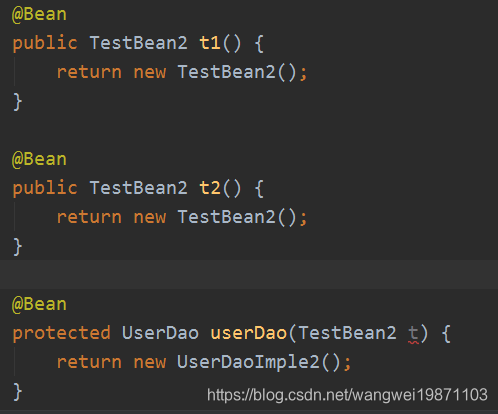 @Bean
public TestBean2 t1() {
    return new TestBean2();
}
@Bean
public TestBean2 t2() {
    return new TestBean2();
}
@Bean
protected UserDao userDao(TestBean2 t) {
    return new UserDaoImple2();
}
https://blog.csdn.net/wangwei19871103